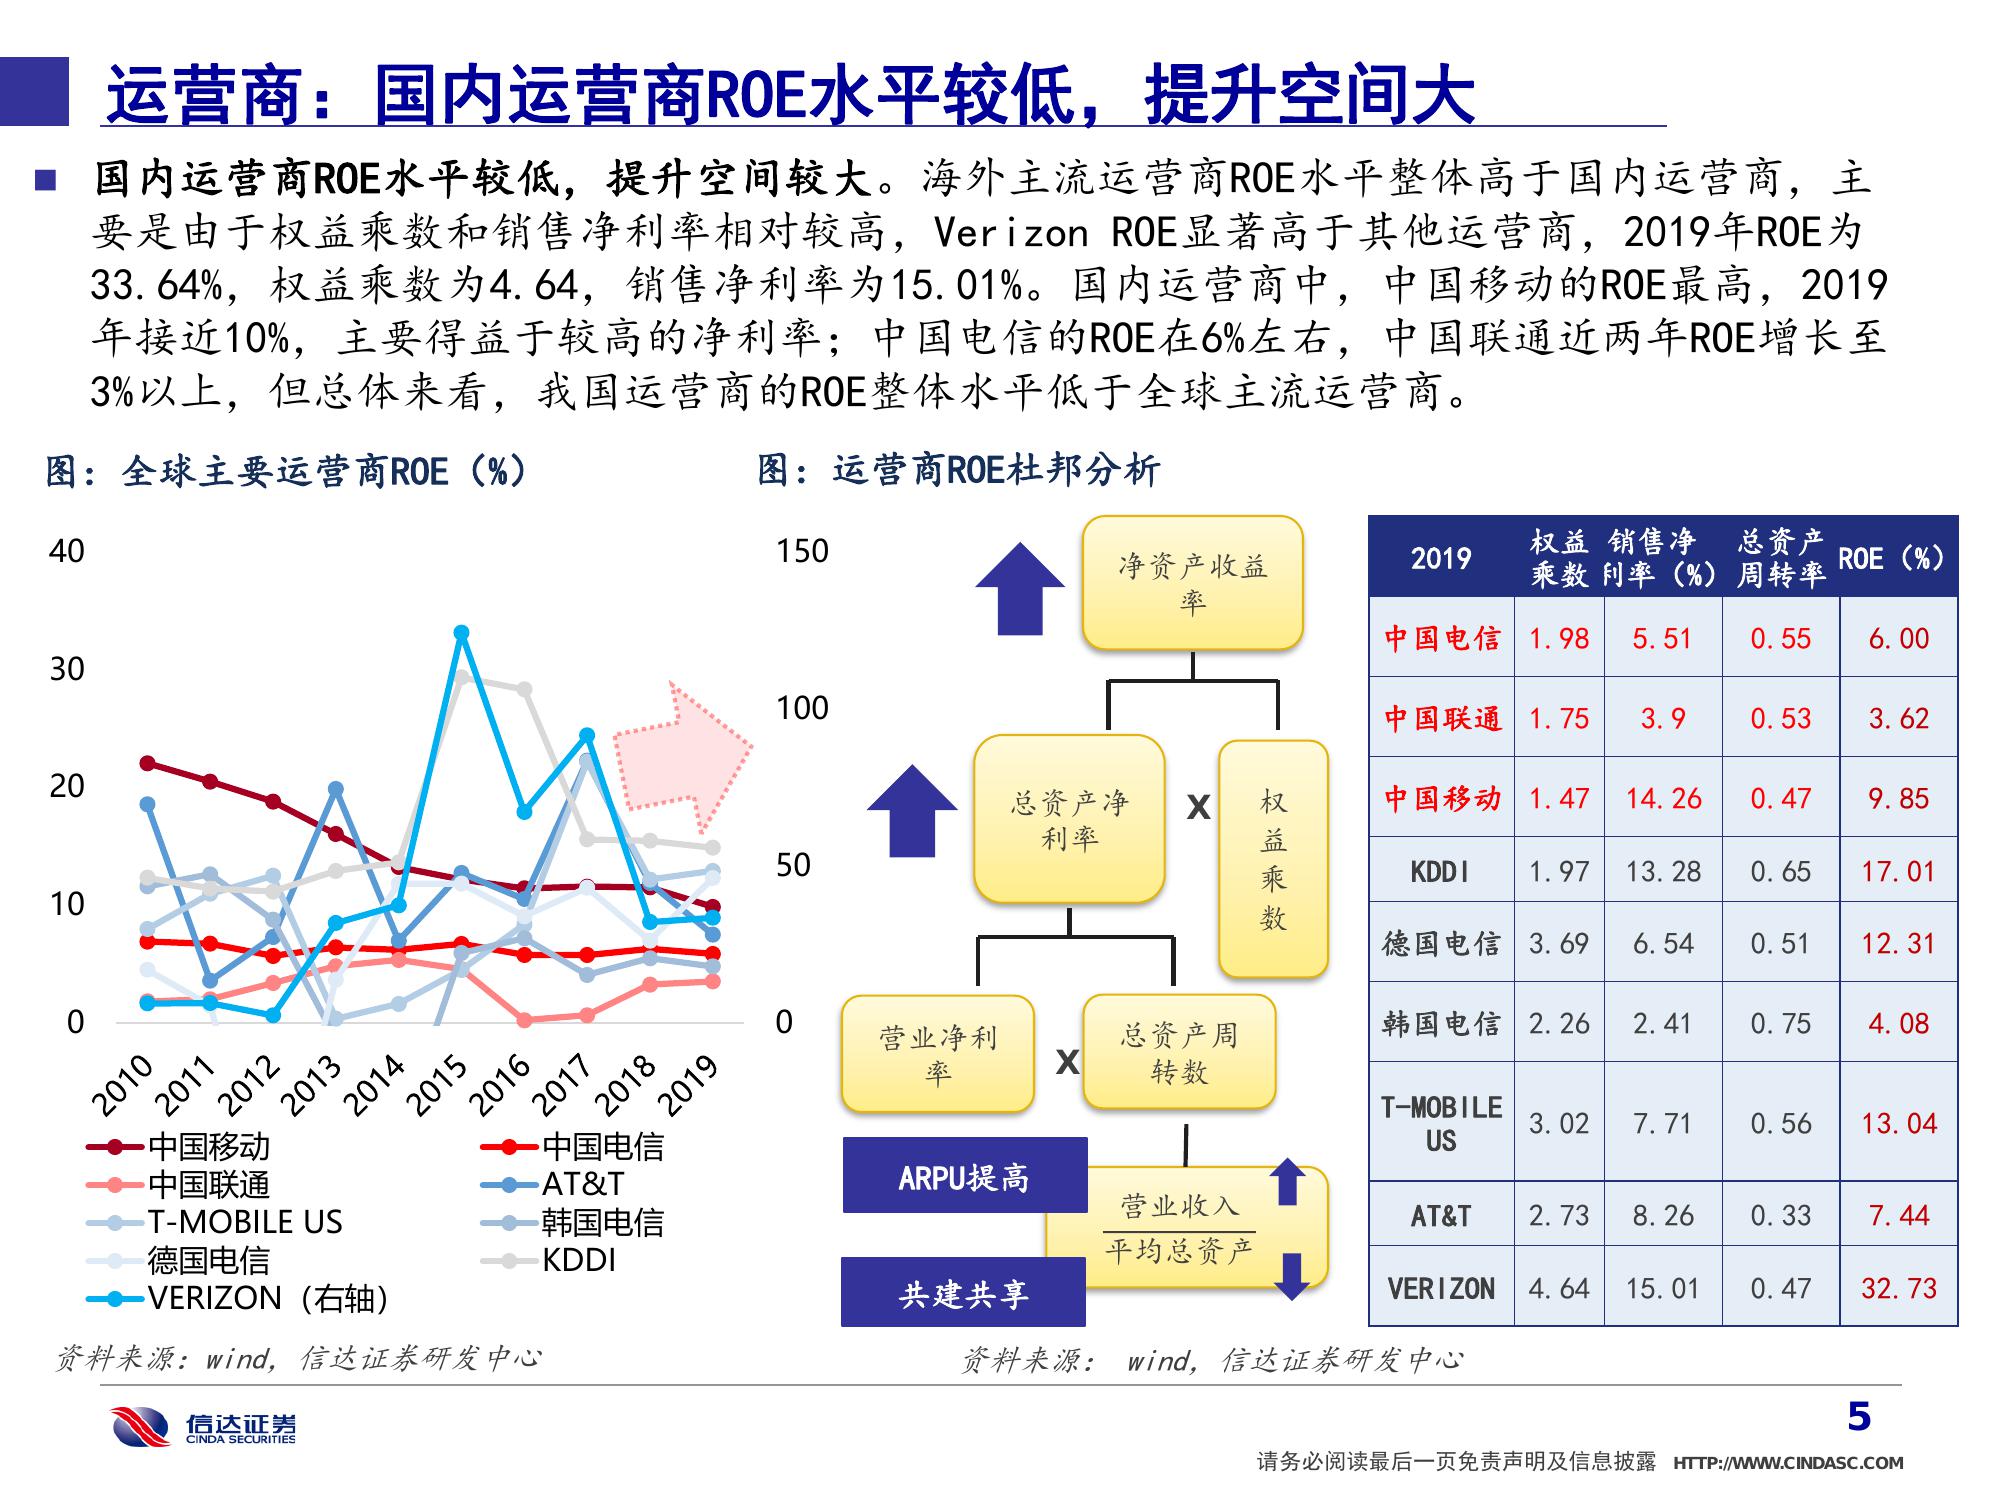 运营商：国内运营商ROE水平较低，提升空间大
国内运营商ROE水平较低，提升空间较大。海外主流运营商ROE水平整体高于国内运营商，主
要是由于权益乘数和销售净利率相对较高，Verizon ROE显著高于其他运营商，2019年ROE为
33.64%，权益乘数为4.64，销售净利率为15.01%。国内运营商中，中国移动的ROE最高，2019
年接近10%，主要得益于较高的净利率；中国电信的ROE在6%左右，中国联通近两年ROE增长至
3%以上，但总体来看，我国运营商的ROE整体水平低于全球主流运营商。
图：全球主要运营商ROE（%）
40
30
20
10
0
150
100
50
0
2010 2011 2012 2013 2014 2015 2016 2017 2018 2019
中国移动
中国电信
中国联通
AT&T
T-MOBILE US
韩国电信
德国电信
KDDI
VERIZON（右轴）
资料来源：wind，信达证券研发中心
图：运营商ROE杜邦分析
净资产收益
率
总资产净
利率
X
权
益
乘
数
营业净利
率
X
总资产周
转数
ARPU提高
营业收入
平均总资产
共建共享
2019 权益乘数 销售净利率（%） 总资产周转率 ROE（%）
中国电信 1.98 5.51 0.55 6.00
中国联通 1.75 3.9 0.53 3.62
中国移动 1.47 14.26 0.47 9.85
KDDI 1.97 13.28 0.65 17.01
德国电信 3.69 6.54 0.51 12.31
韩国电信 2.26 2.41 0.75 4.08
T-MOBILE US 3.02 7.71 0.56 13.04
AT&T 2.73 8.26 0.33 7.44
VERIZON 4.64 15.01 0.47 32.73
资料来源： wind，信达证券研发中心
信达证券
CINDA SECURITIES
5
请务必阅读最后一页免责声明及信息披露 HTTP://WWW.CINDASC.COM